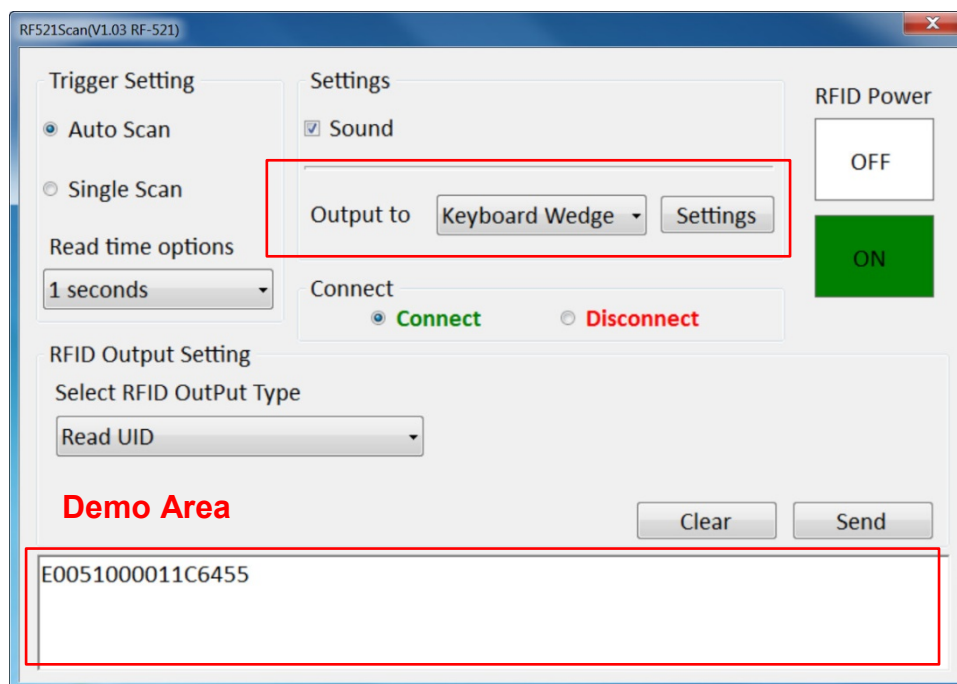 RF521Scan(V1.03 RF-521)
Trigger Setting
Auto Scan
Single Scan
Read time options
1 seconds
Settings
Sound
Output to Keyboard Wedge Settings
Connect
Connect Disconnect
RFID Power
OFF
ON
RFID Output Setting
Select RFID OutPut Type
Read UID
Demo Area
Clear Send
E0051000011C6455